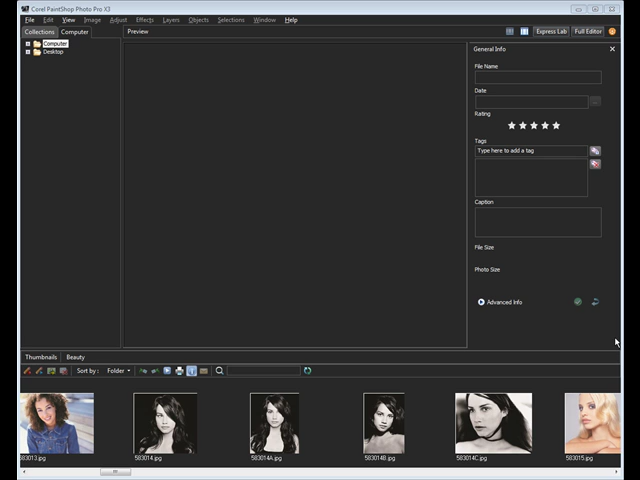 Corel PaintShop Photo Pro X3
File Edit View Image Adjust Effects Layers Objects Selections Window Help
Collections Computer Preview Express Lab Full Editor
Computer
Desktop
General Info
File Name
Date
Rating
Tags
Type here to add a tag
Caption
File Size
Photo Size
Advanced Info
Thumbnails Beauty
Sort by : Folder
583013.jpg 583014.jpg 583014A.jpg 583014B.jpg 583014C.jpg 583015.jpg